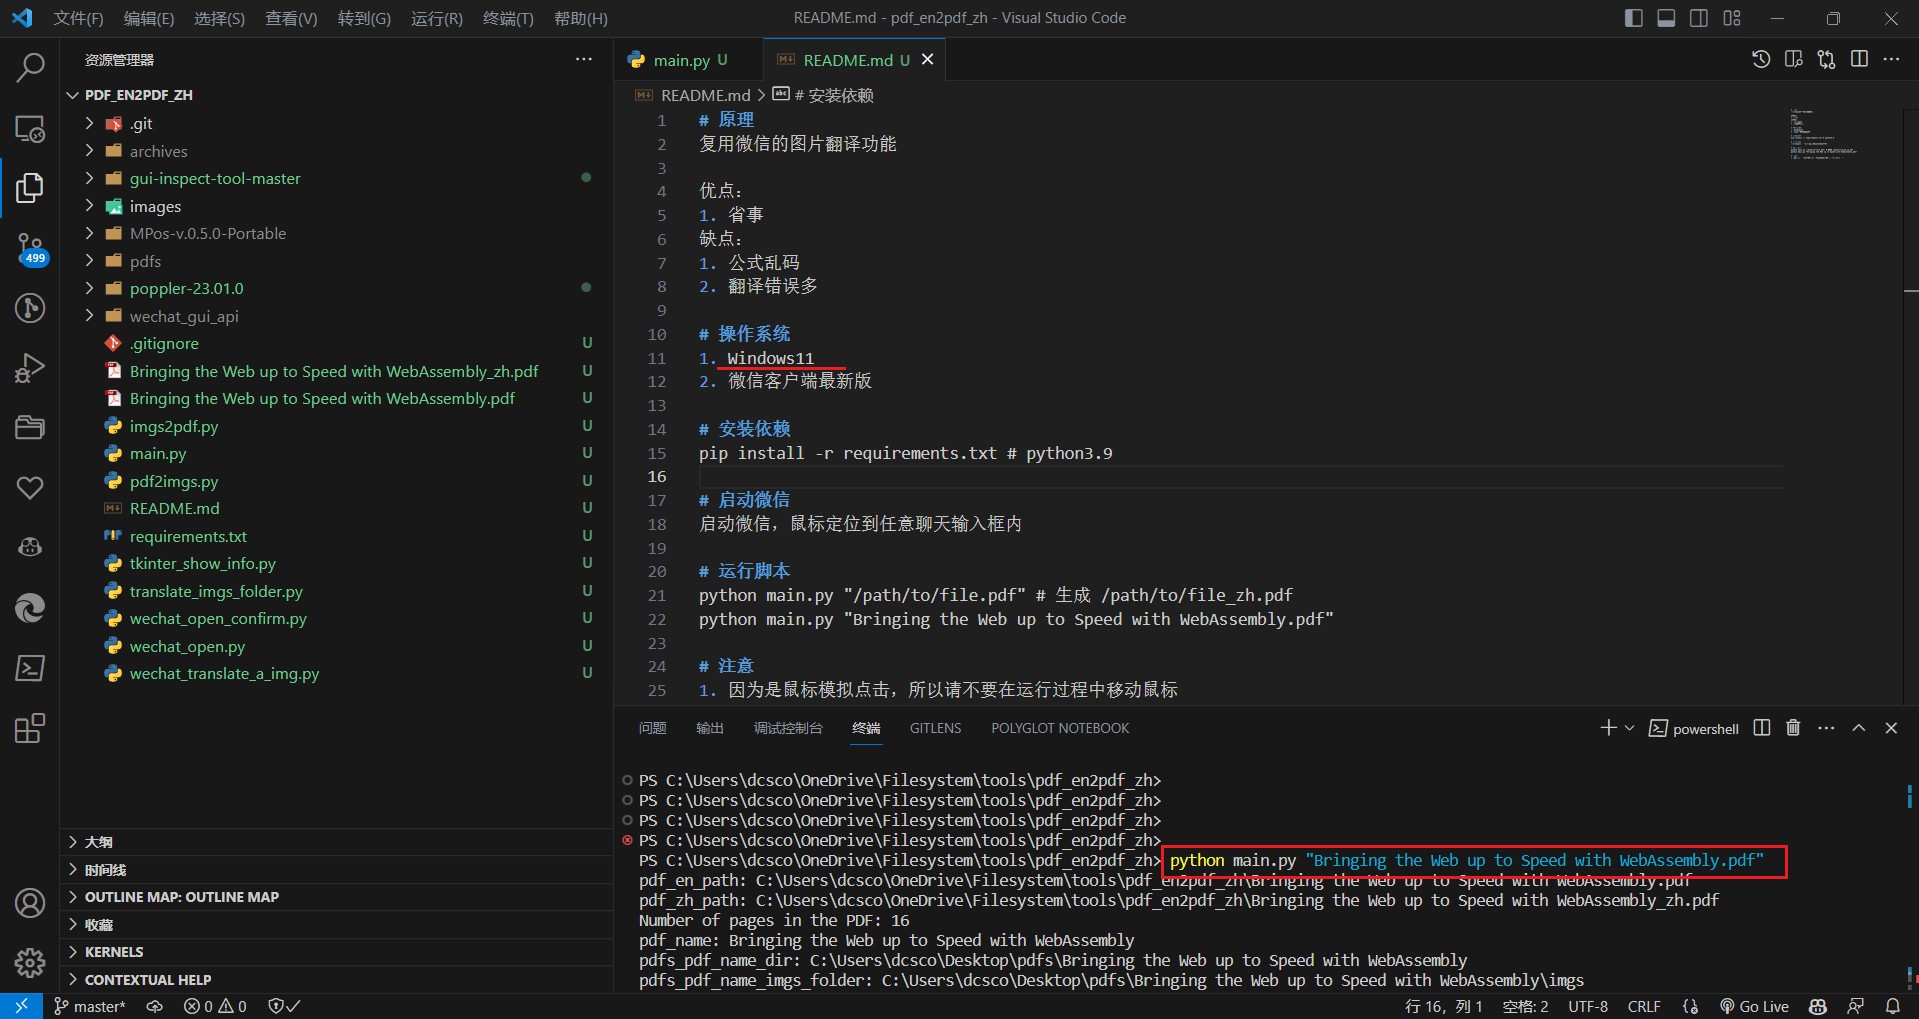 文件(F) 编辑(E) 选择(S) 查看(V) 转到(G) 运行(R) 终端(T) 帮助(H) README.md - pdf_en2pdf_zh - Visual Studio Code
资源管理器
PDF_EN2PDF_ZH
.git
archives
gui-inspect-tool-master
images
MPos-v.0.5.0-Portable
pdfs
poppler-23.01.0
wechat_gui_api
.gitignore U
Bringing the Web up to Speed with WebAssembly_zh.pdf U
Bringing the Web up to Speed with WebAssembly.pdf U
imgs2pdf.py U
main.py U
pdf2imgs.py U
README.md U
requirements.txt U
tkinter_show_info.py U
translate_imgs_folder.py U
wechat_open_confirm.py U
wechat_open.py U
wechat_translate_a_img.py U
499
大纲
时间线
OUTLINE MAP: OUTLINE MAP
收藏
KERNELS
CONTEXTUAL HELP
main.py U README.md U
README.md > # 安装依赖
1 # 原理
2 复用微信的图片翻译功能
3
4 优点：
5 1. 省事
6 缺点：
7 1. 公式乱码
8 2. 翻译错误多
9
10 # 操作系统
11 1. Windows11
12 2. 微信客户端最新版
13
14 # 安装依赖
15 pip install -r requirements.txt # python3.9
16
17 # 启动微信
18 启动微信，鼠标定位到任意聊天输入框内
19
20 # 运行脚本
21 python main.py "/path/to/file.pdf" # 生成 /path/to/file_zh.pdf
22 python main.py "Bringing the Web up to Speed with WebAssembly.pdf"
23
24 # 注意
25 1. 因为是鼠标模拟点击，所以请不要在运行过程中移动鼠标
问题 输出 调试控制台 终端 GITLENS POLYGLOT NOTEBOOK powershell
PS C:\Users\dcsco\OneDrive\Filesystem\tools\pdf_en2pdf_zh>
PS C:\Users\dcsco\OneDrive\Filesystem\tools\pdf_en2pdf_zh>
PS C:\Users\dcsco\OneDrive\Filesystem\tools\pdf_en2pdf_zh>
PS C:\Users\dcsco\OneDrive\Filesystem\tools\pdf_en2pdf_zh>
PS C:\Users\dcsco\OneDrive\Filesystem\tools\pdf_en2pdf_zh> python main.py "Bringing the Web up to Speed with WebAssembly.pdf"
pdf_en_path: C:\Users\dcsco\OneDrive\Filesystem\tools\pdf_en2pdf_zh\Bringing the Web up to Speed with WebAssembly.pdf
pdf_zh_path: C:\Users\dcsco\OneDrive\Filesystem\tools\pdf_en2pdf_zh\Bringing the Web up to Speed with WebAssembly_zh.pdf
Number of pages in the PDF: 16
pdf_name: Bringing the Web up to Speed with WebAssembly
pdfs_pdf_name_dir: C:\Users\dcsco\Desktop\pdfs\Bringing the Web up to Speed with WebAssembly
pdfs_pdf_name_imgs_folder: C:\Users\dcsco\Desktop\pdfs\Bringing the Web up to Speed with WebAssembly\imgs
master* 0 0 行 16，列 1 空格: 2 UTF-8 CRLF Go Live